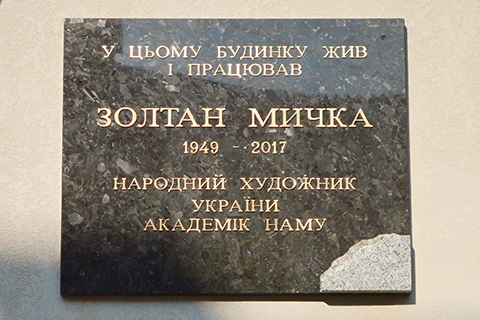 У ЦЬОМУ БУДИНКУ ЖИВ
І ПРАЦЮВАВ
ЗОЛТАН МИЧКА
1949 - 2017
НАРОДНИЙ ХУДОЖНИК
УКРАЇНИ
АКАДЕМІК НАМУ